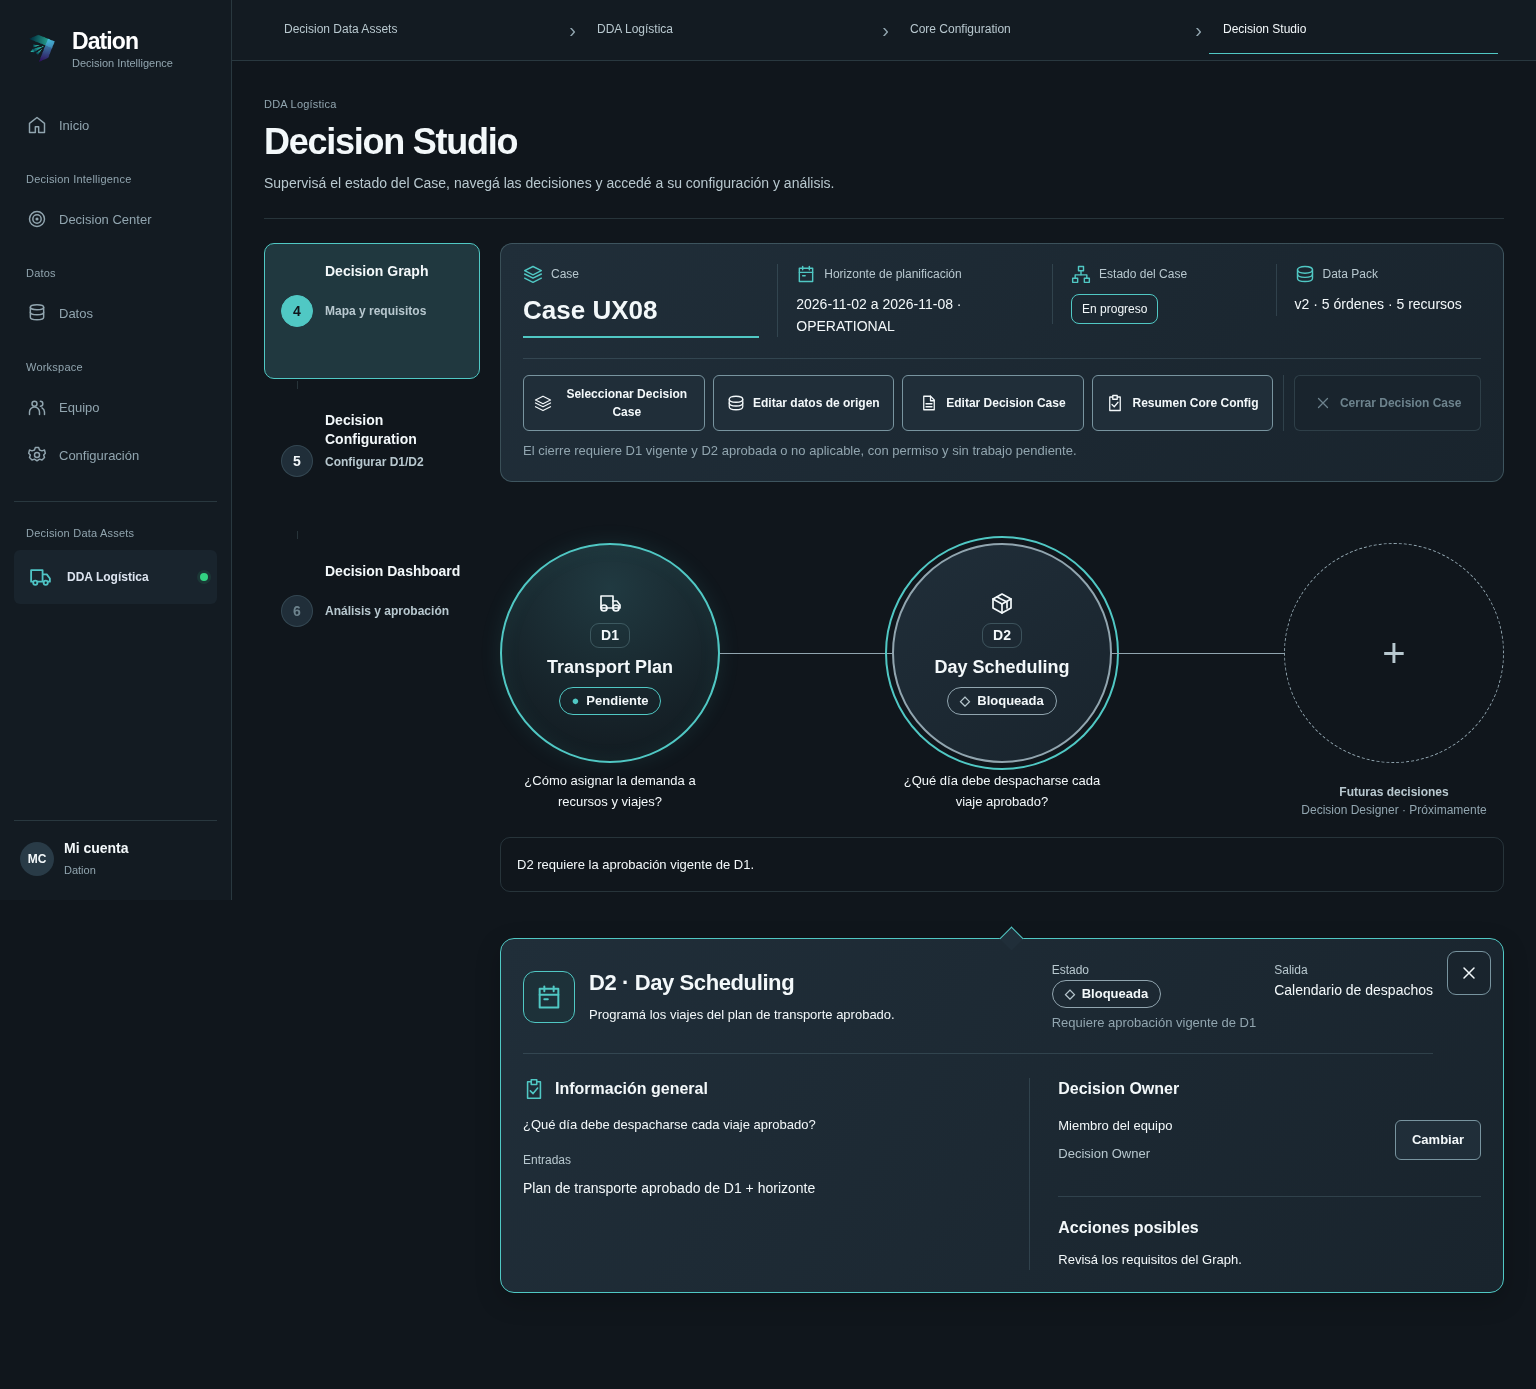 Dation
Decision Intelligence
Inicio
Decision Intelligence
Decision Center
Datos
Datos
Workspace
Equipo
Configuración
Decision Data Assets
DDA Logística
MC
Mi cuenta
Dation
Decision Data Assets
DDA Logística
Core Configuration
Decision Studio
DDA Logística
Decision Studio
Supervisá el estado del Case, navegá las decisiones y accedé a su configuración y análisis.
Decision Graph
4
Mapa y requisitos
Decision
Configuration
5
Configurar D1/D2
Decision Dashboard
6
Análisis y aprobación
Case
Case UX08
Horizonte de planificación
2026-11-02 a 2026-11-08 ·
OPERATIONAL
Estado del Case
En progreso
Data Pack
v2 · 5 órdenes · 5 recursos
Seleccionar Decision
Case
Editar datos de origen
Editar Decision Case
Resumen Core Config
Cerrar Decision Case
El cierre requiere D1 vigente y D2 aprobada o no aplicable, con permiso y sin trabajo pendiente.
D1
Transport Plan
Pendiente
¿Cómo asignar la demanda a
recursos y viajes?
D2
Day Scheduling
Bloqueada
¿Qué día debe despacharse cada
viaje aprobado?
+
Futuras decisiones
Decision Designer · Próximamente
D2 requiere la aprobación vigente de D1.
D2 · Day Scheduling
Programá los viajes del plan de transporte aprobado.
Estado
Bloqueada
Requiere aprobación vigente de D1
Salida
Calendario de despachos
Información general
¿Qué día debe despacharse cada viaje aprobado?
Entradas
Plan de transporte aprobado de D1 + horizonte
Decision Owner
Miembro del equipo
Decision Owner
Cambiar
Acciones posibles
Revisá los requisitos del Graph.